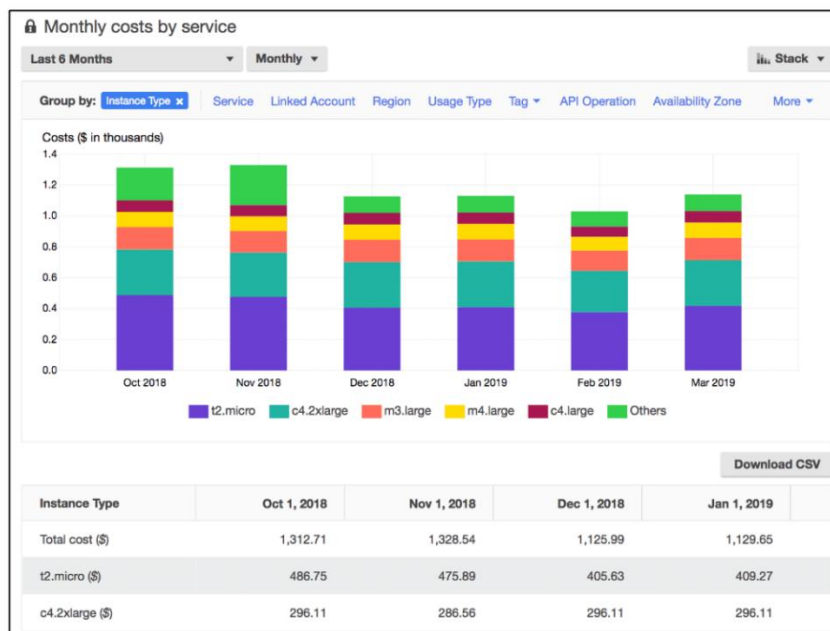 Monthly costs by service
Last 6 Months Monthly Stack
Group by: Instance Type × Service Linked Account Region Usage Type Tag API Operation Availability Zone More
Costs ($ in thousands)
1.4
1.2
1.0
0.8
0.6
0.4
0.2
0.0
Oct 2018 Nov 2018 Dec 2018 Jan 2019 Feb 2019 Mar 2019
t2.micro c4.2xlarge m3.large m4.large c4.large Others
Download CSV
Instance Type Oct 1, 2018 Nov 1, 2018 Dec 1, 2018 Jan 1, 2019
Total cost ($) 1,312.71 1,328.54 1,125.99 1,129.65
t2.micro ($) 486.75 475.89 405.63 409.27
c4.2xlarge ($) 296.11 286.56 296.11 296.11